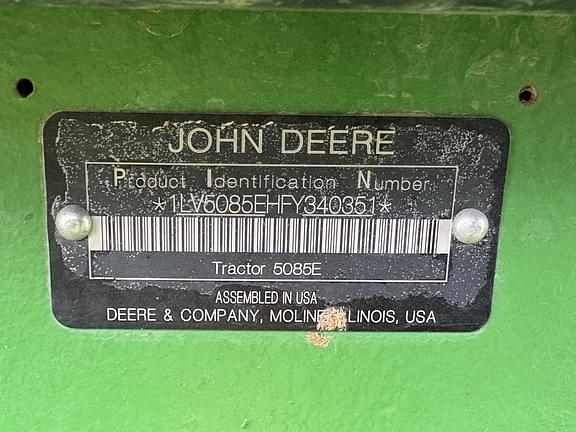 JOHN DEERE
Product Identification Number
*1LV5085EHFY340351*
Tractor 5085E
ASSEMBLED IN USA
DEERE & COMPANY, MOLINE, ILLINOIS, USA